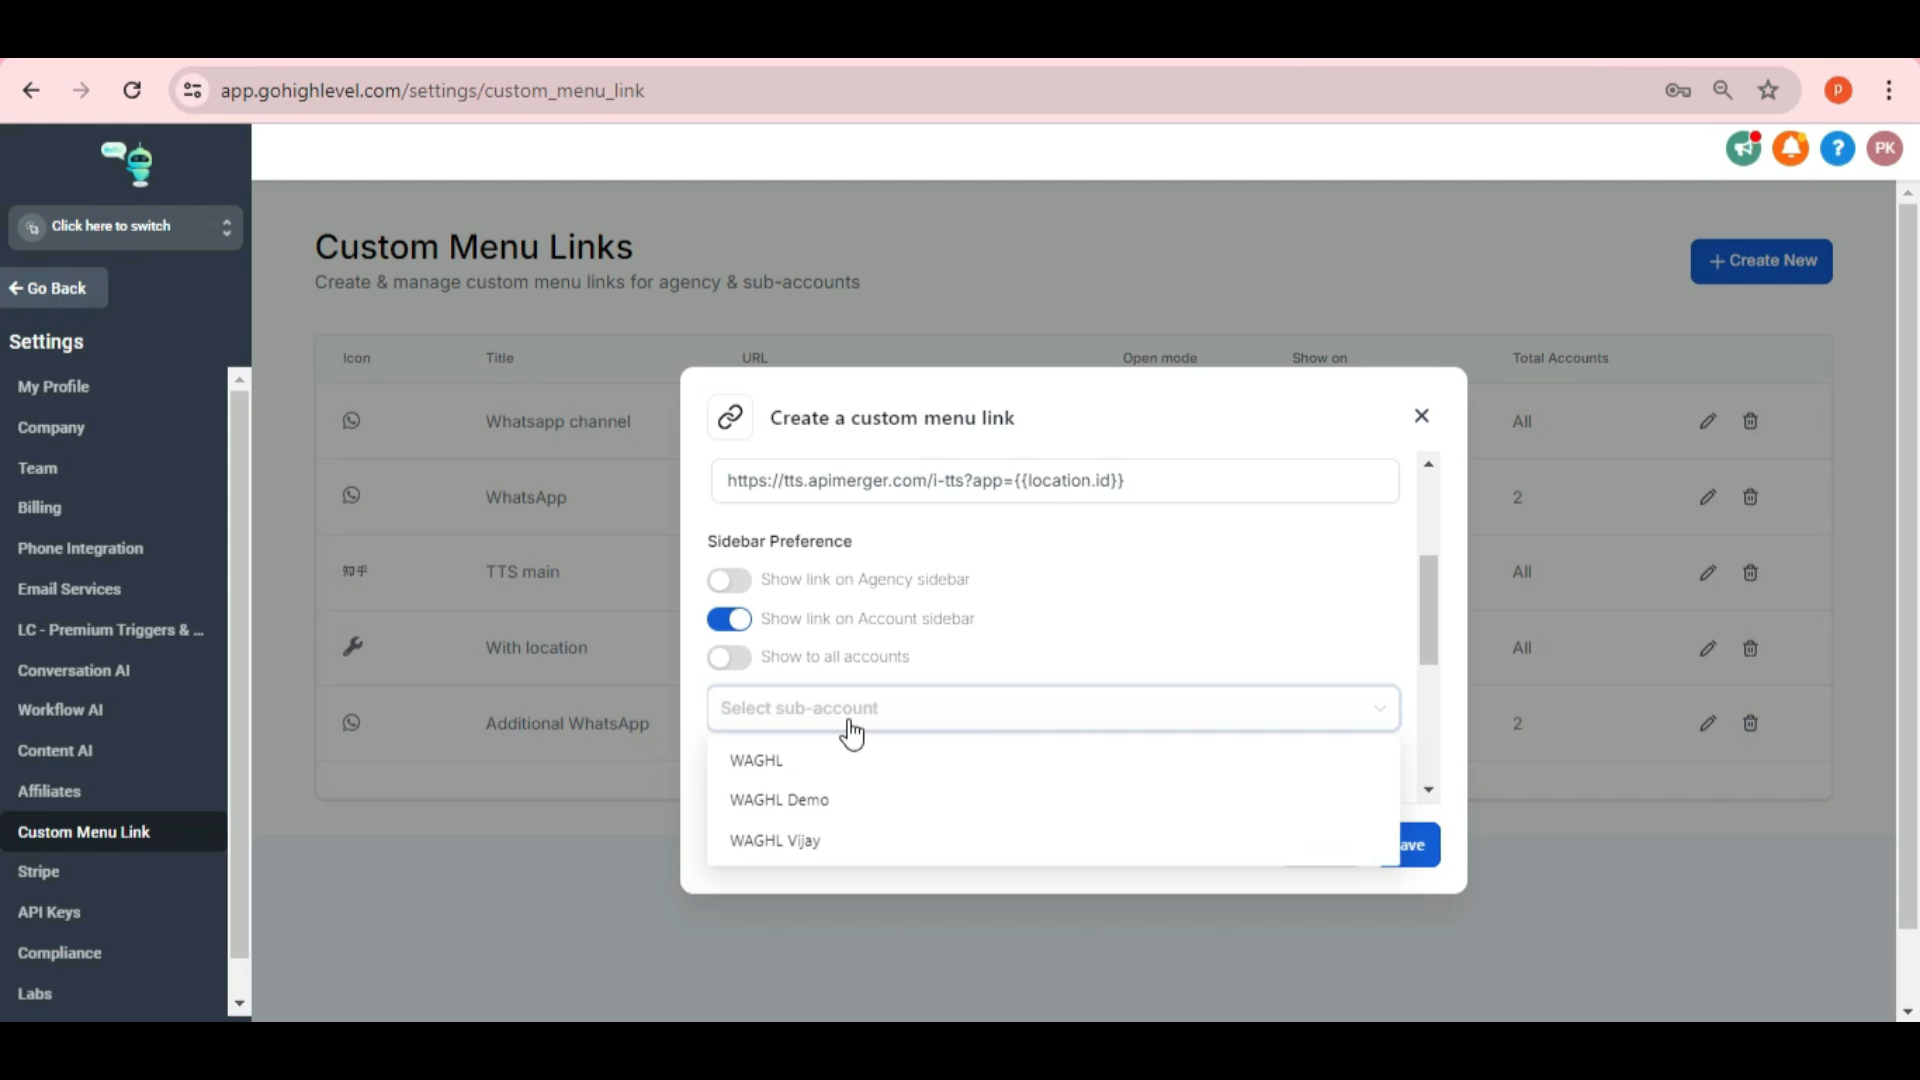 app.gohighlevel.com/settings/custom_menu_link
P
PK
Click here to switch
Go Back
Settings
My Profile
Company
Team
Billing
Phone Integration
Email Services
LC - Premium Triggers & ...
Conversation AI
Workflow AI
Content AI
Affiliates
Custom Menu Link
Stripe
API Keys
Compliance
Labs
Custom Menu Links
Create & manage custom menu links for agency & sub-accounts
+ Create New
Icon Title URL Open mode Show on Total Accounts
Whatsapp channel All
WhatsApp 2
知乎 TTS main All
With location All
Additional WhatsApp 2
Create a custom menu link
https://tts.apimerger.com/i-tts?app={{location.id}}
Sidebar Preference
Show link on Agency sidebar
Show link on Account sidebar
Show to all accounts
Select sub-account
WAGHL
WAGHL Demo
WAGHL Vijay
ave